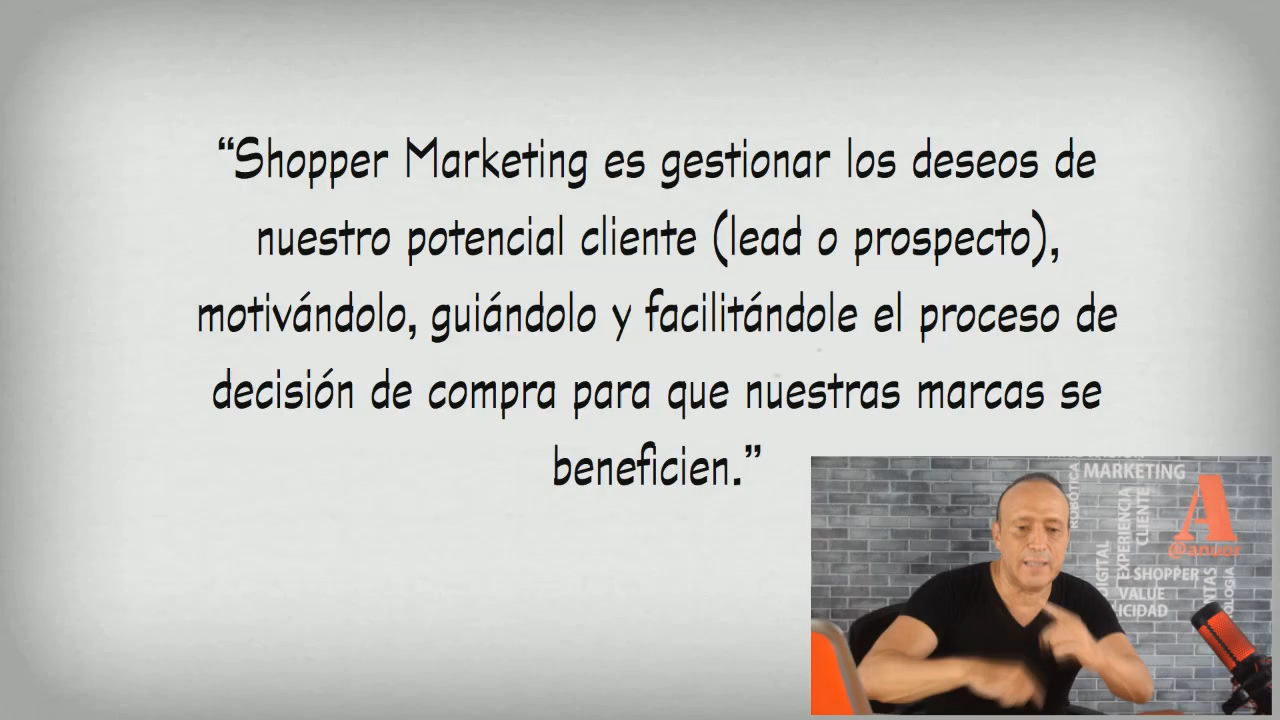 “Shopper Marketing es gestionar los deseos de
nuestro potencial cliente (lead o prospecto),
motivándolo, guiándolo y facilitándole el proceso de
decisión de compra para que nuestras marcas se
beneficien.”
MARKETING
ROBÓTICA
EXPERIENCIA
CLIENTE
A
DIGITAL
SHOPPER
VALUE